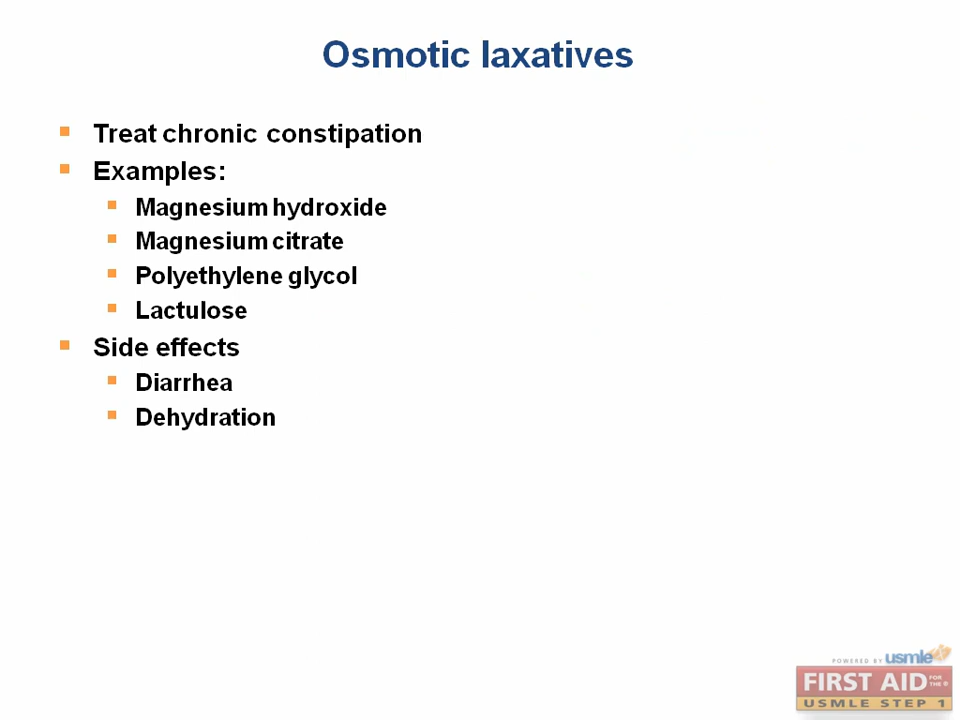 Osmotic laxatives
Treat chronic constipation
Examples:
Magnesium hydroxide
Magnesium citrate
Polyethylene glycol
Lactulose
Side effects
Diarrhea
Dehydration
POWERED BY usmle
FIRST AID FOR THE ®
USMLE STEP 1